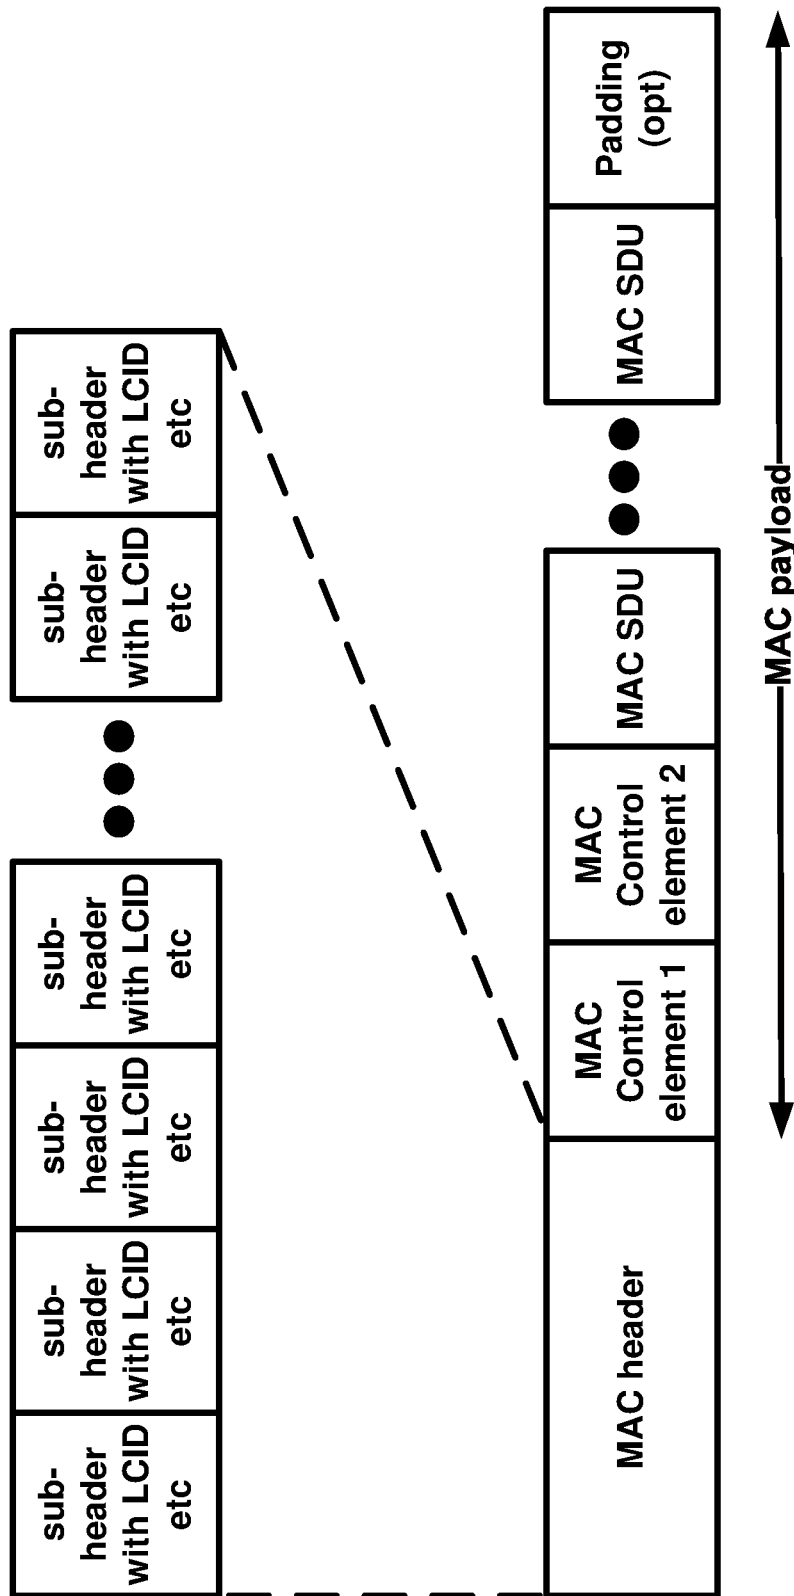 sub-
header
with LCID
etc
sub-
header
with LCID
etc
sub-
header
with LCID
etc
sub-
header
with LCID
etc
sub-
header
with LCID
etc
sub-
header
with LCID
etc
MAC header
MAC
Control
element 1
MAC
Control
element 2
MAC SDU
MAC SDU
Padding
(opt)
MAC payload